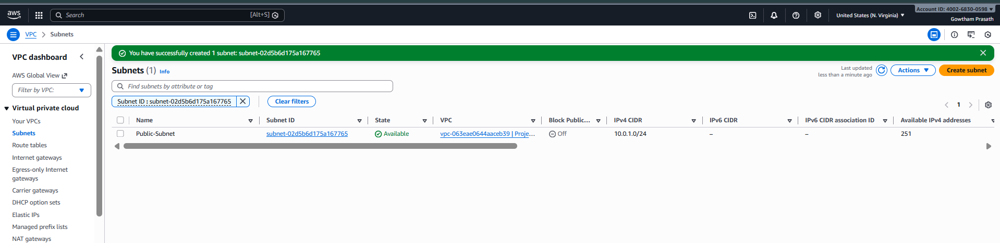 aws
Search
[Alt+S]
United States (N. Virginia)
Account ID: 4002-6830-0598
Gowtham Prasath
VPC
Subnets
VPC dashboard
AWS Global View
Filter by VPC:
Virtual private cloud
Your VPCs
Subnets
Route tables
Internet gateways
Egress-only Internet
gateways
Carrier gateways
DHCP option sets
Elastic IPs
Managed prefix lists
NAT gateways
You have successfully created 1 subnet: subnet-02d5b6d175a167765
Subnets (1) Info
Last updated
less than a minute ago
Actions
Create subnet
Find subnets by attribute or tag
Subnet ID : subnet-02d5b6d175a167765
Clear filters
1
Name Subnet ID State VPC Block Public... IPv4 CIDR IPv6 CIDR IPv6 CIDR association ID Available IPv4 addresses
Public-Subnet subnet-02d5b6d175a167765 Available vpc-063eae0644aaceb39 | Proje... Off 10.0.1.0/24 – – 251